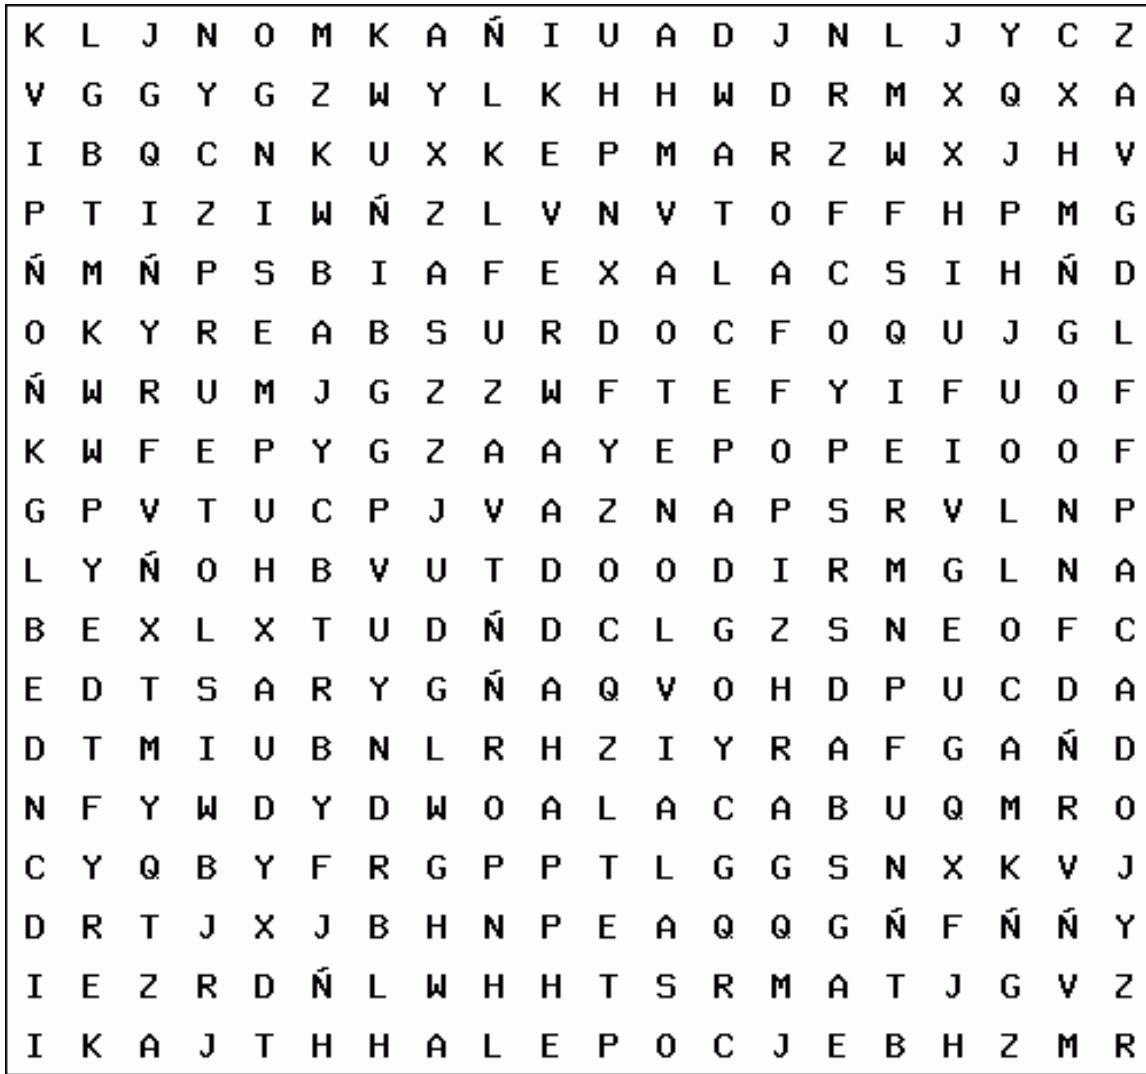 K L J N O M K A Ñ I U A D J N L J Y C Z
V G G Y G Z W Y L K H H W D R M X Q X A
I B Q C N K U X K E P M A R Z W X J H V
P T I Z I W Ñ Z L V N V T O F F H P M G
Ñ M Ñ P S B I A F E X A L A C S I H Ñ D
O K Y R E A B S U R D O C F O Q U J G L
Ñ W R U M J G Z Z W F T E F Y I F U O F
K W F E P Y G Z A A Y E P O P E I O O F
G P V T U C P J V A Z N A P S R V L N P
L Y Ñ O H B V U T D O O D I R M G L N A
B E X L X T U D Ñ D C L G Z S N E O F C
E D T S A R Y G Ñ A Q V O H D P U C D A
D T M I U B N L R H Z I Y R A F G A Ñ D
N F Y W D Y D W O A L A C A B U Q M R O
C Y Q B Y F R G P P T L G G S N X K V J
D R T J X J B H N P E A Q Q G Ñ F Ñ Ñ Y
I E Z R D Ñ L W H H T S R M A T J G V Z
I K A J T H H A L E P O C J E B H Z M R